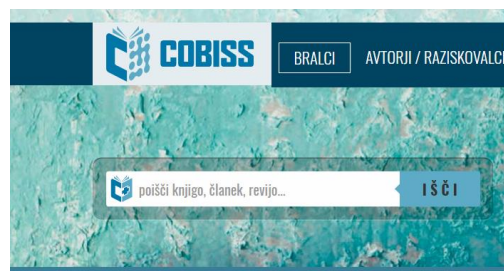 COBISS
BRALCI
AVTORJI / RAZISKOVALCI
poišči knjigo, članek, revijo...
IŠČI